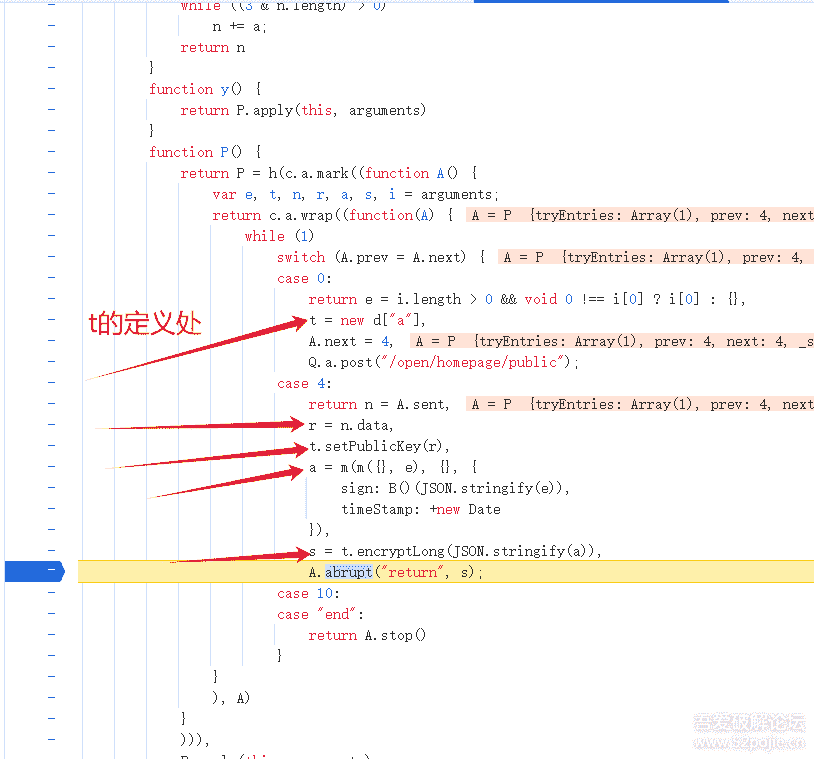 while ((3 & n.length) > 0)
n += a;
return n
}
function y() {
return P.apply(this, arguments)
}
function P() {
return P = h(c.a.mark((function A() {
var e, t, n, r, a, s, i = arguments;
return c.a.wrap((function(A) { A = P {tryEntries: Array(1), prev: 4, next
while (1)
switch (A.prev = A.next) { A = P {tryEntries: Array(1), prev: 4,
case 0:
return e = i.length > 0 && void 0 !== i[0] ? i[0] : {},
t的定义处
t = new d["a"],
A.next = 4, A = P {tryEntries: Array(1), prev: 4, next: 4, _s
Q.a.post("/open/homepage/public");
case 4:
return n = A.sent, A = P {tryEntries: Array(1), prev: 4, next
r = n.data,
t.setPublicKey(r),
a = m(m({}, e), {}, {
sign: B()(JSON.stringify(e)),
timeStamp: +new Date
}),
s = t.encryptLong(JSON.stringify(a)),
A.abrupt("return", s);
case 10:
case "end":
return A.stop()
}
}
), A)
}
))),
吾爱破解论坛
www.52pojie.cn